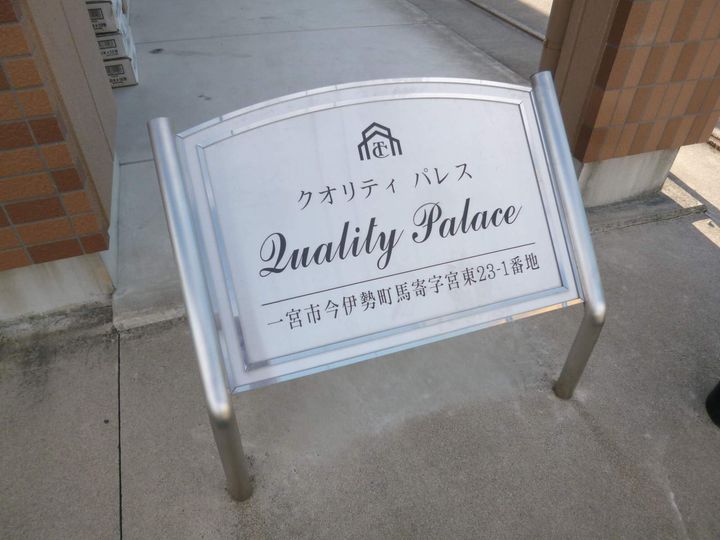 クオリティ パレス
Quality Palace
一宮市今伊勢町馬寄字宮東23-1番地